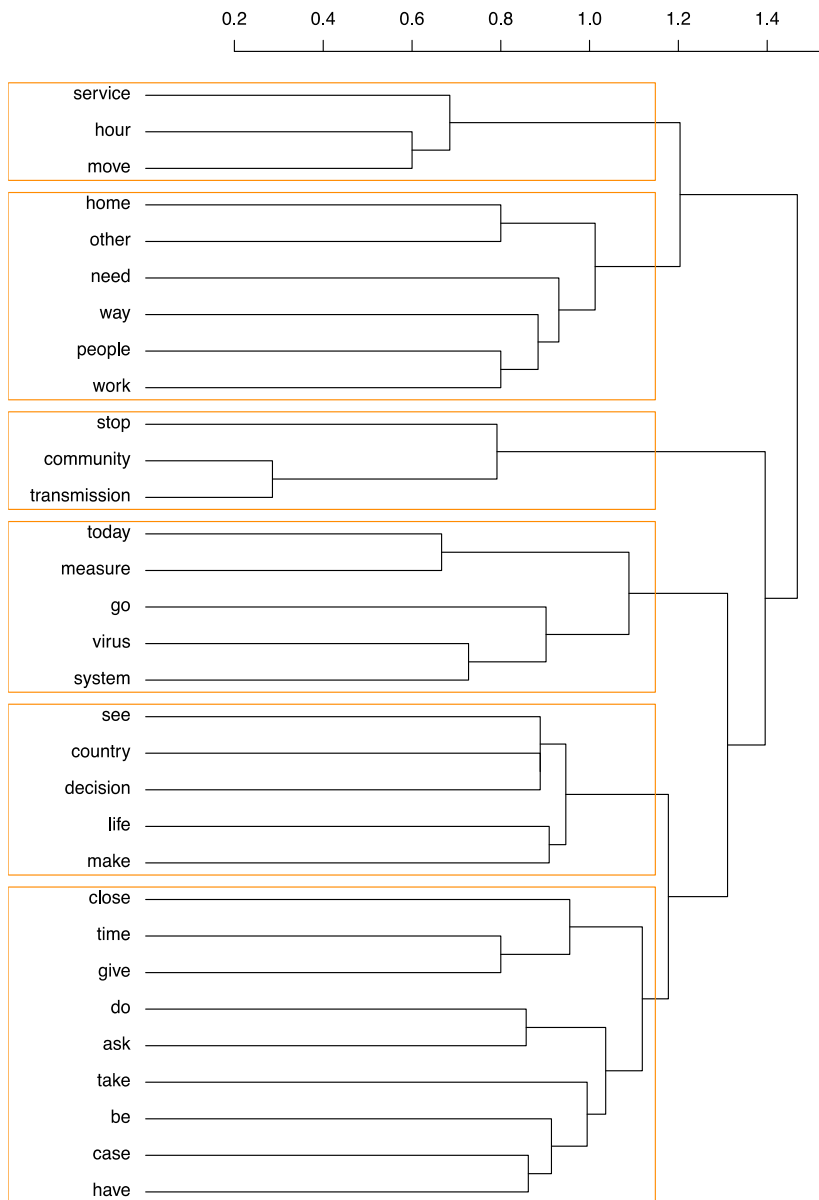 0.2 0.4 0.6 0.8 1.0 1.2 1.4
service
hour
move
home
other
need
way
people
work
stop
community
transmission
today
measure
go
virus
system
see
country
decision
life
make
close
time
give
do
ask
take
be
case
have